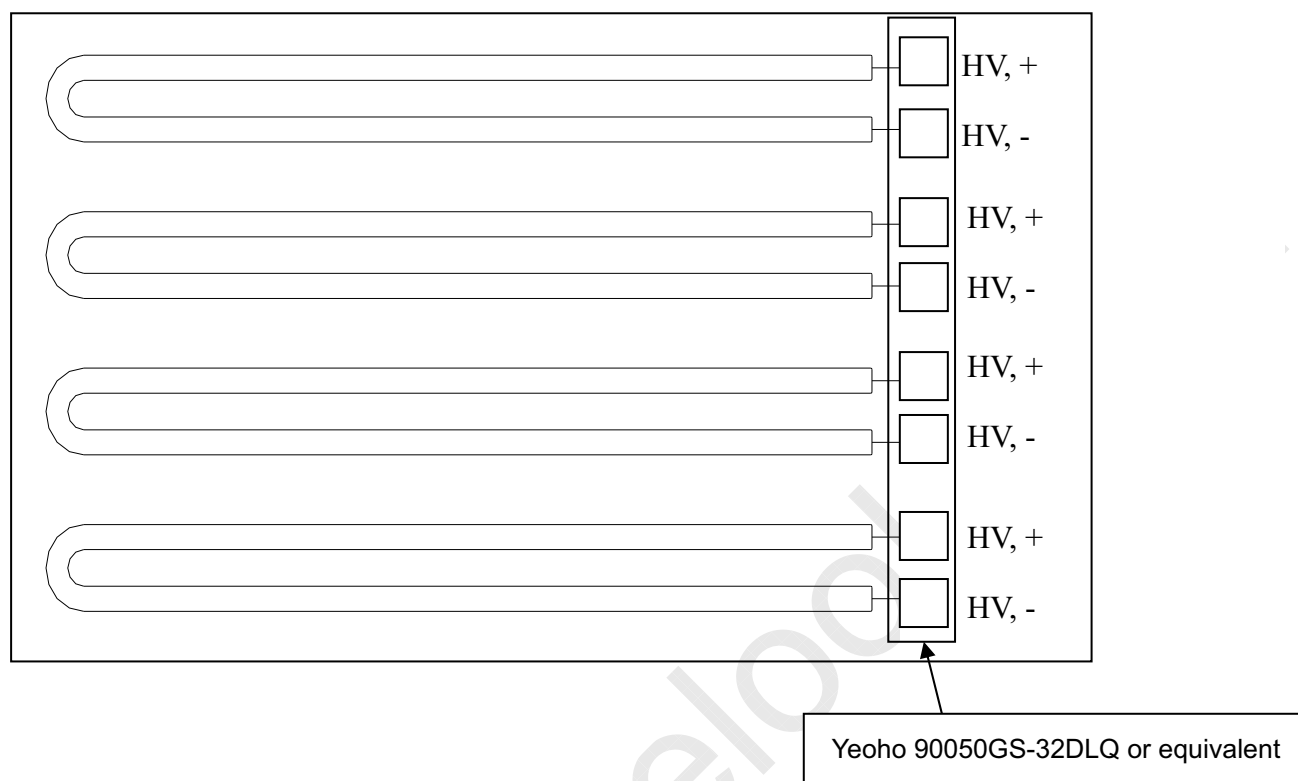 HV, +
HV, -
HV, +
HV, -
HV, +
HV, -
HV, +
HV, -
Yeoho 90050GS-32DLQ or equivalent